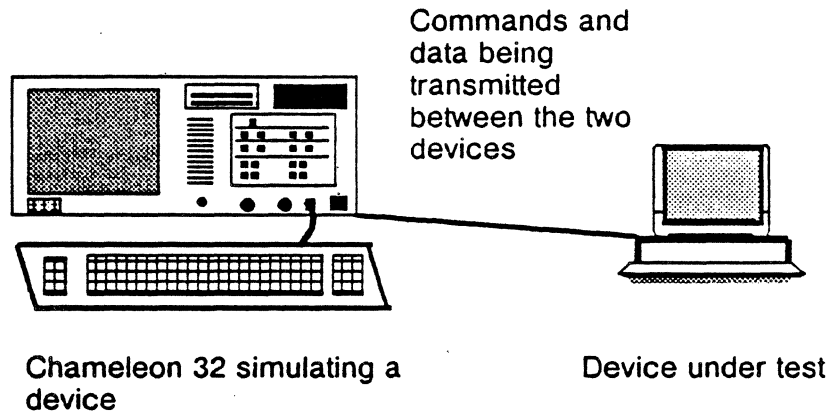 Commands and
data being
transmitted
between the two
devices
Chameleon 32 simulating a
device
Device under test